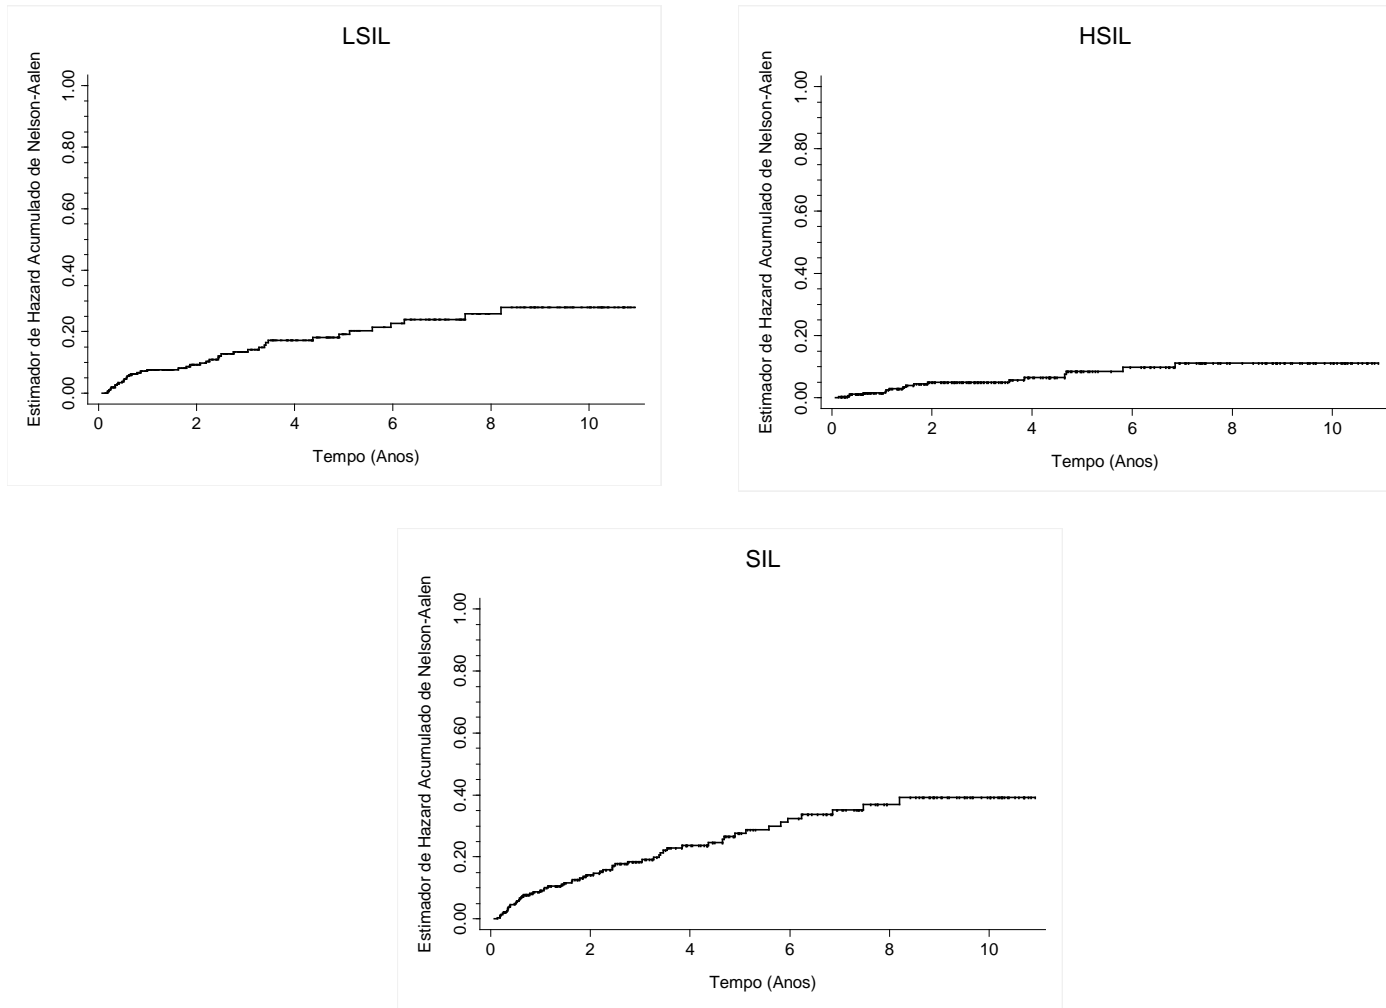 LSIL
Estimador de Hazard Acumulado de Nelson-Aalen
1.00
0.80
0.60
0.40
0.20
0.00
0 2 4 6 8 10
Tempo (Anos)
HSIL
Estimador de Hazard Acumulado de Nelson-Aalen
1.00
0.80
0.60
0.40
0.20
0.00
0 2 4 6 8 10
Tempo (Anos)
SIL
Estimador de Hazard Acumulado de Nelson-Aalen
1.00
0.80
0.60
0.40
0.20
0.00
0 2 4 6 8 10
Tempo (Anos)